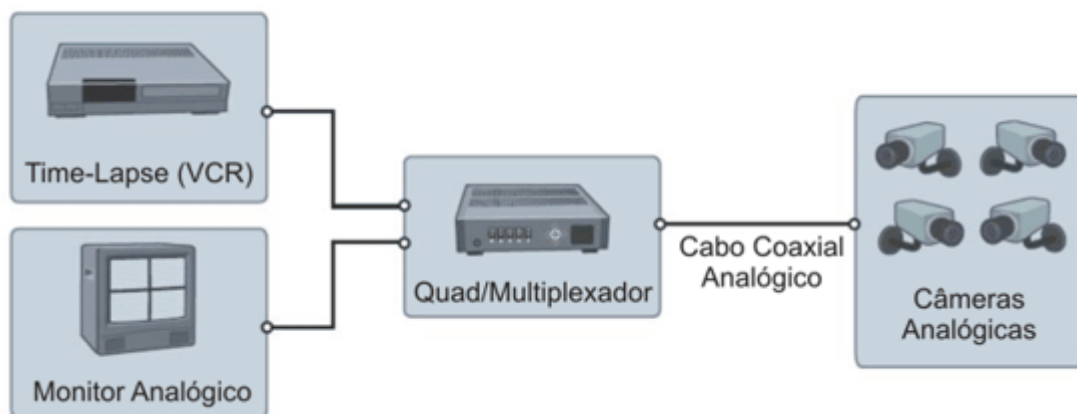 Time-Lapse (VCR)
Monitor Analógico
Quad/Multiplexador
Cabo Coaxial
Analógico
Câmeras
Analógicas